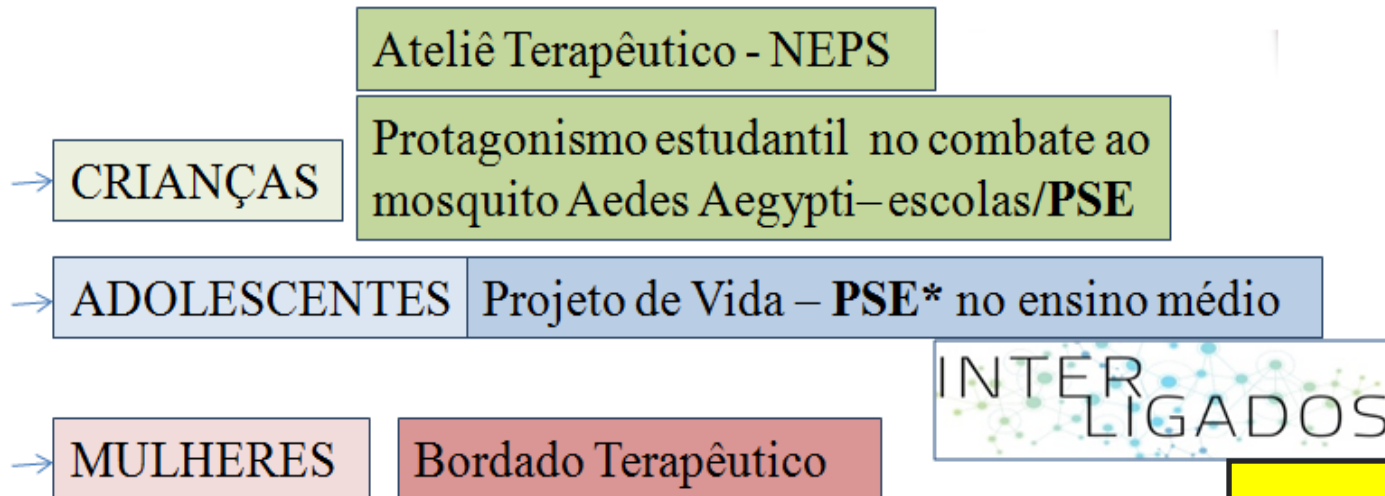 Ateliê Terapêutico - NEPS
CRIANÇAS
Protagonismo estudantil no combate ao
mosquito Aedes Aegypti–escolas/PSE
ADOLESCENTES
Projeto de Vida – PSE* no ensino médio
INTER
LIGADOS
MULHERES
Bordado Terapêutico